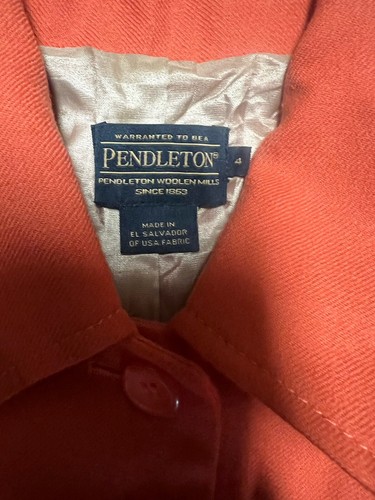 WARRANTED TO BE A
PENDLETON®
4
PENDLETON WOOLEN MILLS
SINCE 1863
MADE IN
EL SALVADOR
OF USA FABRIC